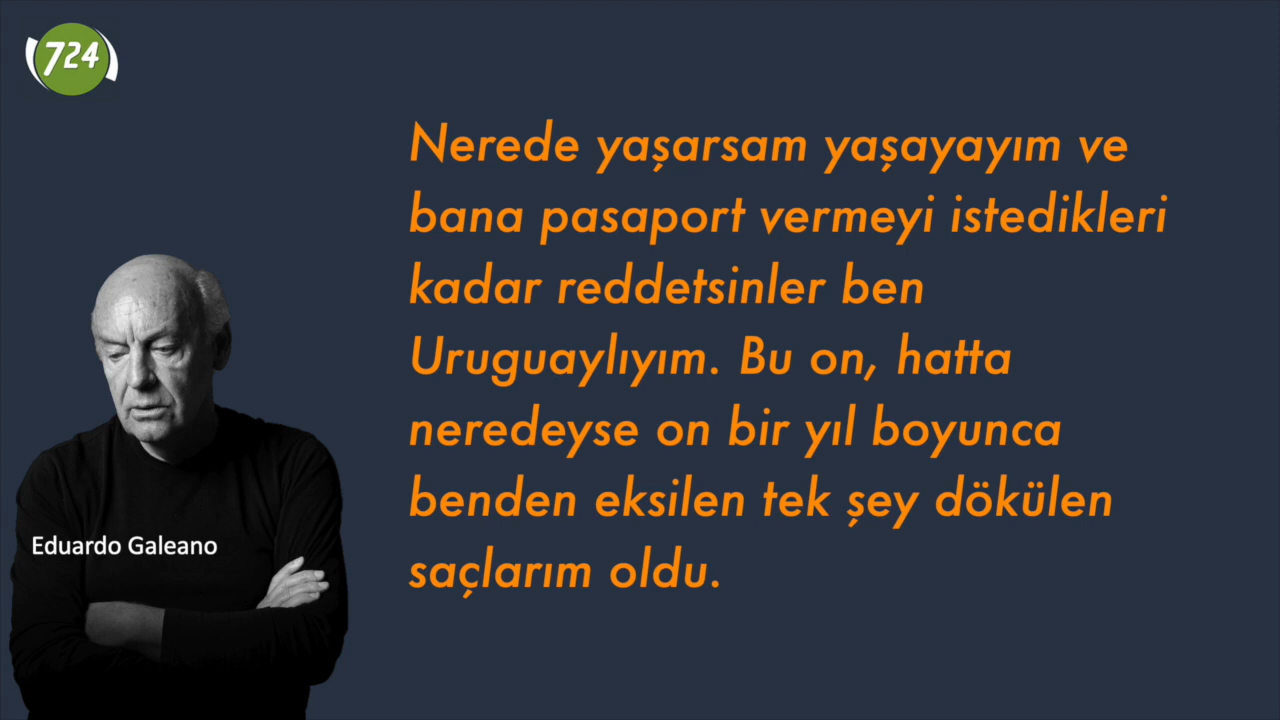 724
Nerede yaşarsam yaşayayım ve
bana pasaport vermeyi istedikleri
kadar reddetsinler ben
Uruguaylıyım. Bu on, hatta
neredeyse on bir yıl boyunca
benden eksilen tek şey dökülen
saçlarım oldu.
Eduardo Galeano